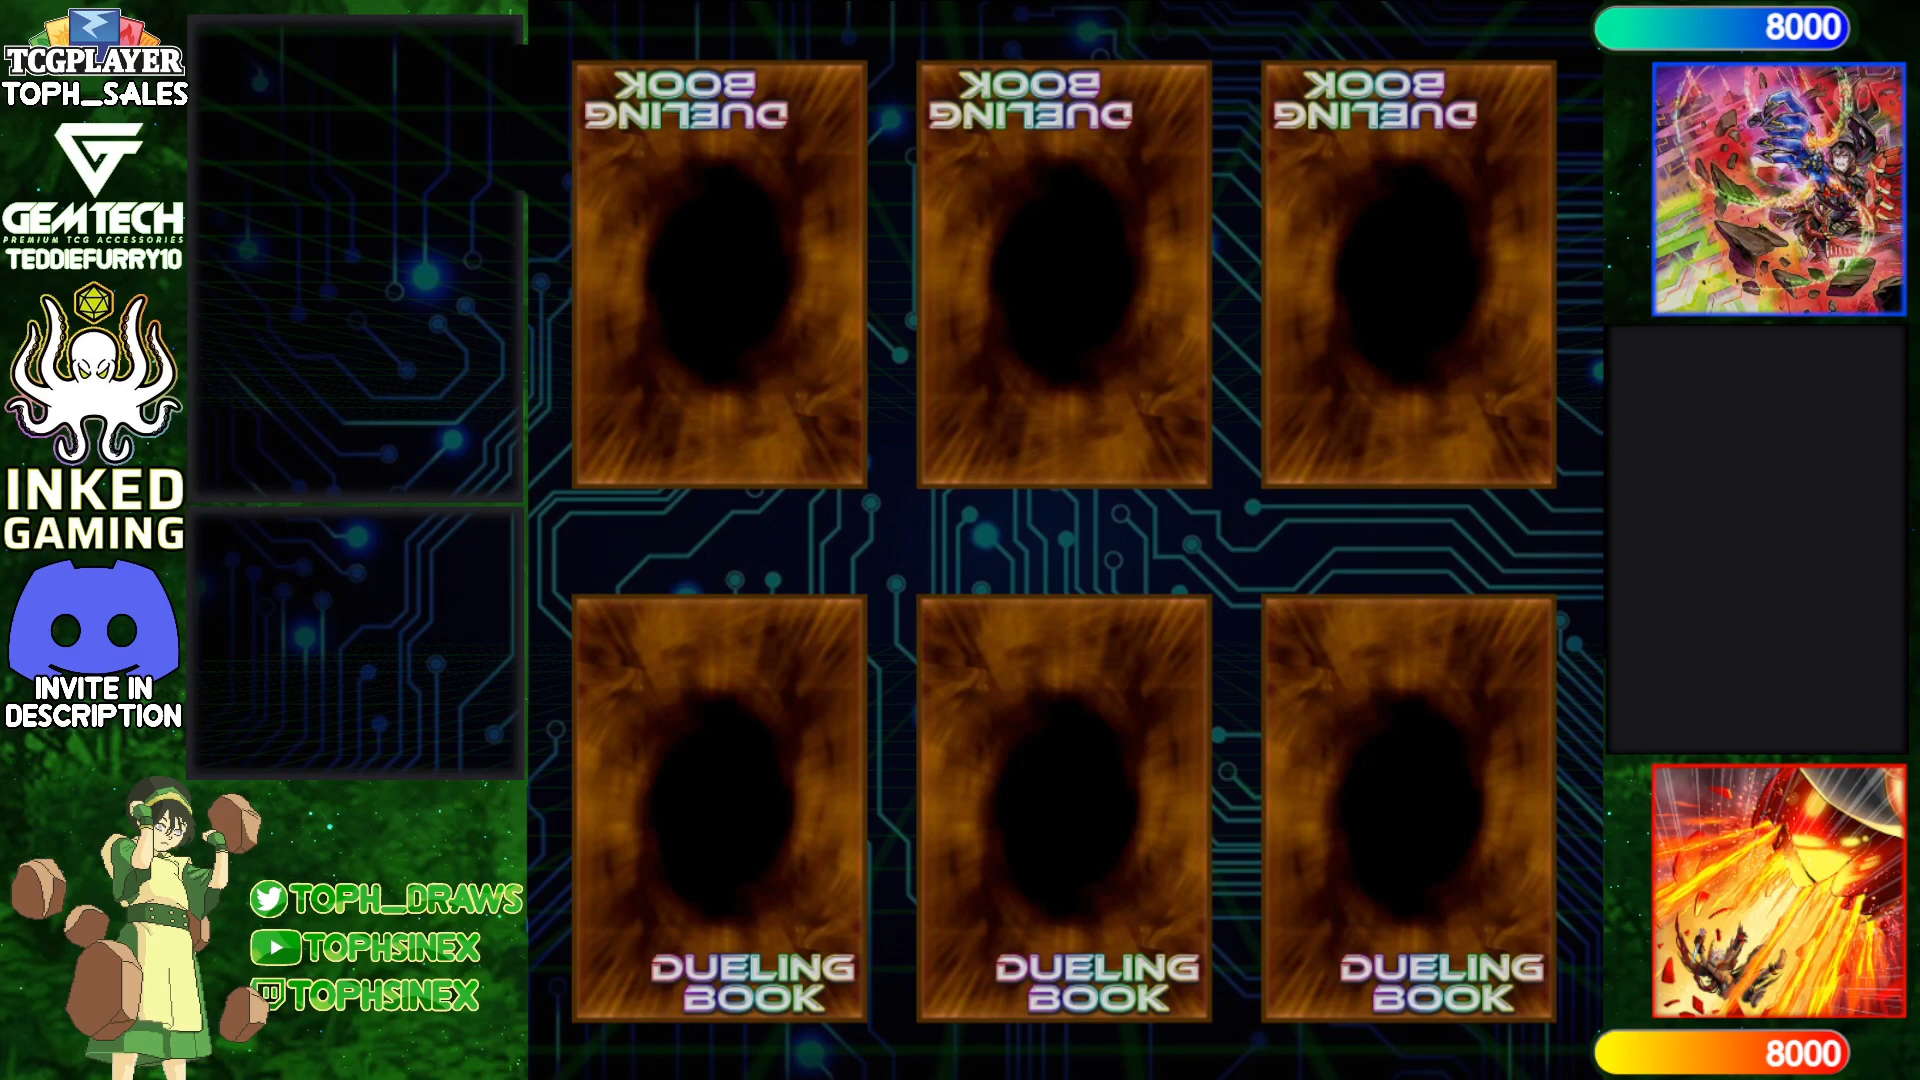 TCGPLAYER
TOPH_SALES
GEMTECH
PREMIUM TCG ACCESSORIES
TEDDIEFURRY10
INKED
GAMING
INVITE IN
DESCRIPTION
TOPH_DRAWS
TOPHSINEX
TOPHSINEX
DUELING
BOOK
DUELING
BOOK
DUELING
BOOK
DUELING
BOOK
DUELING
BOOK
DUELING
BOOK
8000
8000